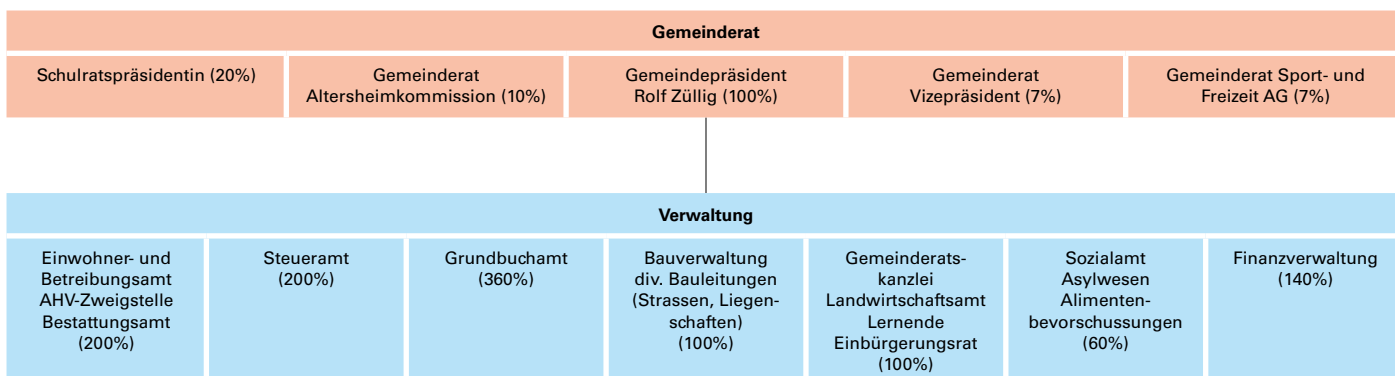 Gemeinderat
Schulratspräsidentin (20%)
Gemeinderat
Altersheimkommission (10%)
Gemeindepräsident
Rolf Züllig (100%)
Gemeinderat
Vizepräsident (7%)
Gemeinderat Sport- und
Freizeit AG (7%)
Verwaltung
Einwohner- und
Betreibungsamt
AHV-Zweigstelle
Bestattungsamt
(200%)
Steueramt
(200%)
Grundbuchamt
(360%)
Bauverwaltung
div. Bauleitungen
(Strassen, Liegen-
schaften)
(100%)
Gemeinderats-
kanzlei
Landwirtschaftsamt
Lernende
Einbürgerungsrat
(100%)
Sozialamt
Asylwesen
Alimenten-
bevorschussungen
(60%)
Finanzverwaltung
(140%)